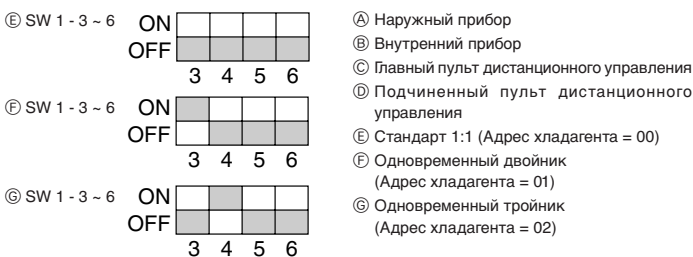 Ⓔ SW 1 - 3 ~ 6
ON
OFF
3 4 5 6
Ⓕ SW 1 - 3 ~ 6
ON
OFF
3 4 5 6
Ⓖ SW 1 - 3 ~ 6
ON
OFF
3 4 5 6
Ⓐ Наружный прибор
Ⓑ Внутренний прибор
Ⓒ Главный пульт дистанционного управления
Ⓓ Подчиненный пульт дистанционного
управления
Ⓔ Стандарт 1:1 (Адрес хладагента = 00)
Ⓕ Одновременный двойник
(Адрес хладагента = 01)
Ⓖ Одновременный тройник
(Адрес хладагента = 02)